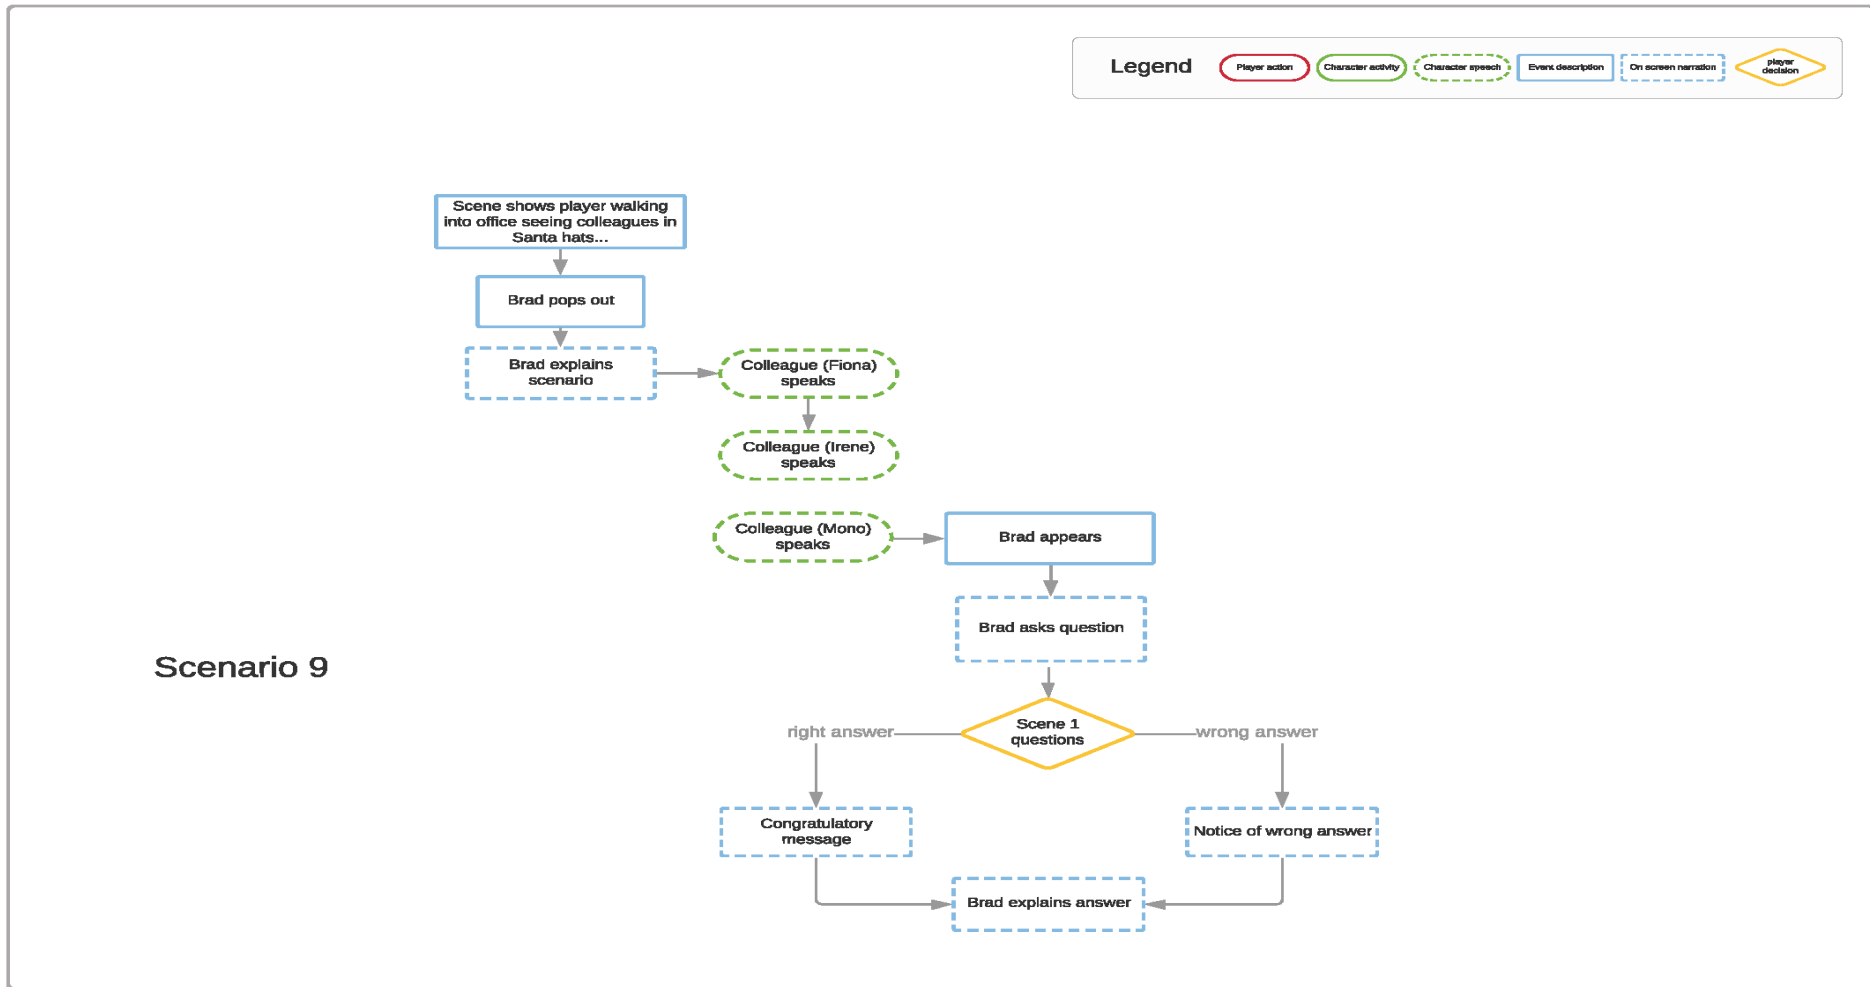 Legend
Player action
Character activity
Character speech
Event description
On screen narration
player
decision
Scene shows player walking
into office seeing colleagues in
Santa hats...
Brad pops out
Brad explains
scenario
Colleague (Fiona)
speaks
Colleague (Irene)
speaks
Colleague (Mono)
speaks
Brad appears
Brad asks question
Scenario 9
Scene 1
questions
right answer
wrong answer
Congratulatory
message
Notice of wrong answer
Brad explains answer